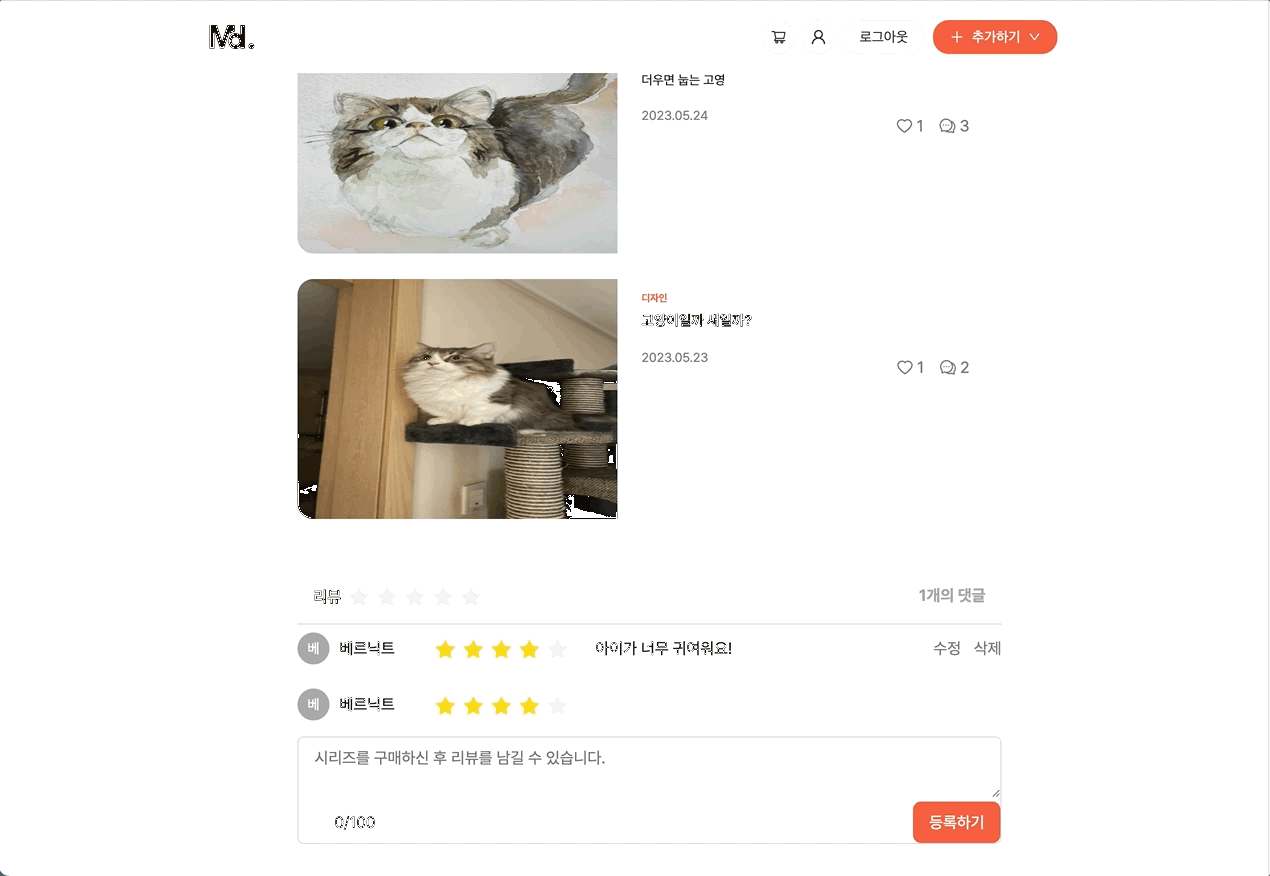 Md.
로그아웃
추가하기
더우면 눕는 고영
2023.05.24
1 3
디자인
고양이일까 새일까?
2023.05.23
1 2
리뷰
1개의 댓글
베 베르닉트 아이가 너무 귀여워요! 수정 삭제
베 베르닉트
시리즈를 구매하신 후 리뷰를 남길 수 있습니다.
0/100
등록하기